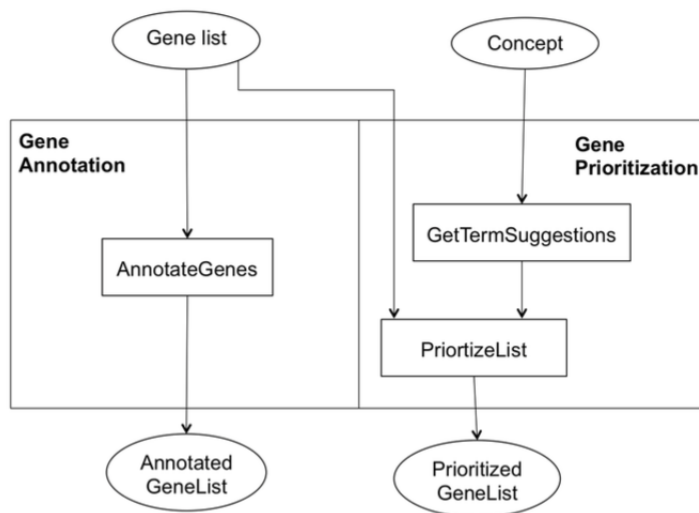 Gene list
Concept
Gene
Annotation
Gene
Prioritization
GetTermSuggestions
AnnotateGenes
PriortizeList
Annotated
GeneList
Prioritized
GeneList